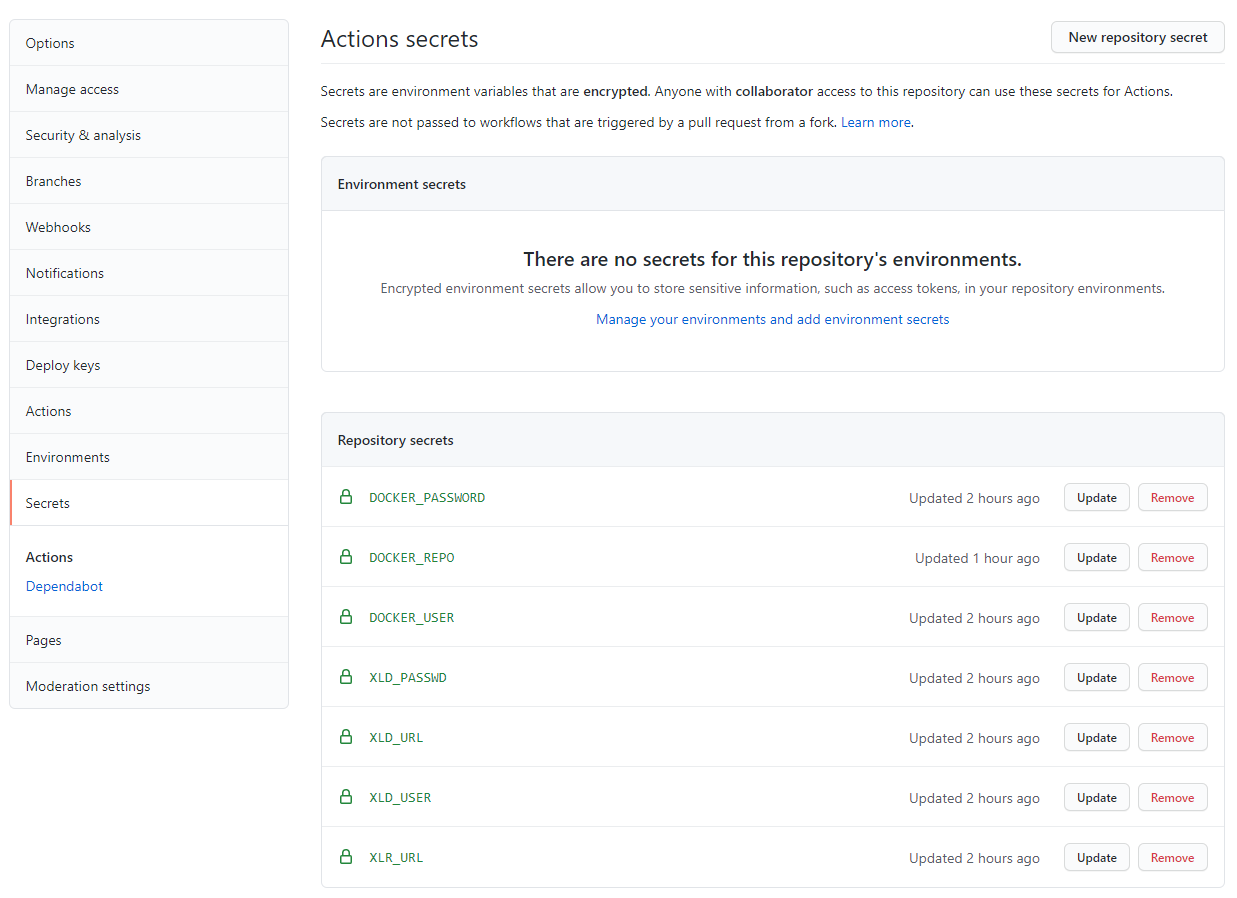 Options
Manage access
Security & analysis
Branches
Webhooks
Notifications
Integrations
Deploy keys
Actions
Environments
Secrets
Actions
Dependabot
Pages
Moderation settings
Actions secrets
New repository secret
Secrets are environment variables that are encrypted. Anyone with collaborator access to this repository can use these secrets for Actions.
Secrets are not passed to workflows that are triggered by a pull request from a fork. Learn more.
Environment secrets
There are no secrets for this repository's environments.
Encrypted environment secrets allow you to store sensitive information, such as access tokens, in your repository environments.
Manage your environments and add environment secrets
Repository secrets
DOCKER_PASSWORD Updated 2 hours ago Update Remove
DOCKER_REPO Updated 1 hour ago Update Remove
DOCKER_USER Updated 2 hours ago Update Remove
XLD_PASSWD Updated 2 hours ago Update Remove
XLD_URL Updated 2 hours ago Update Remove
XLD_USER Updated 2 hours ago Update Remove
XLR_URL Updated 2 hours ago Update Remove